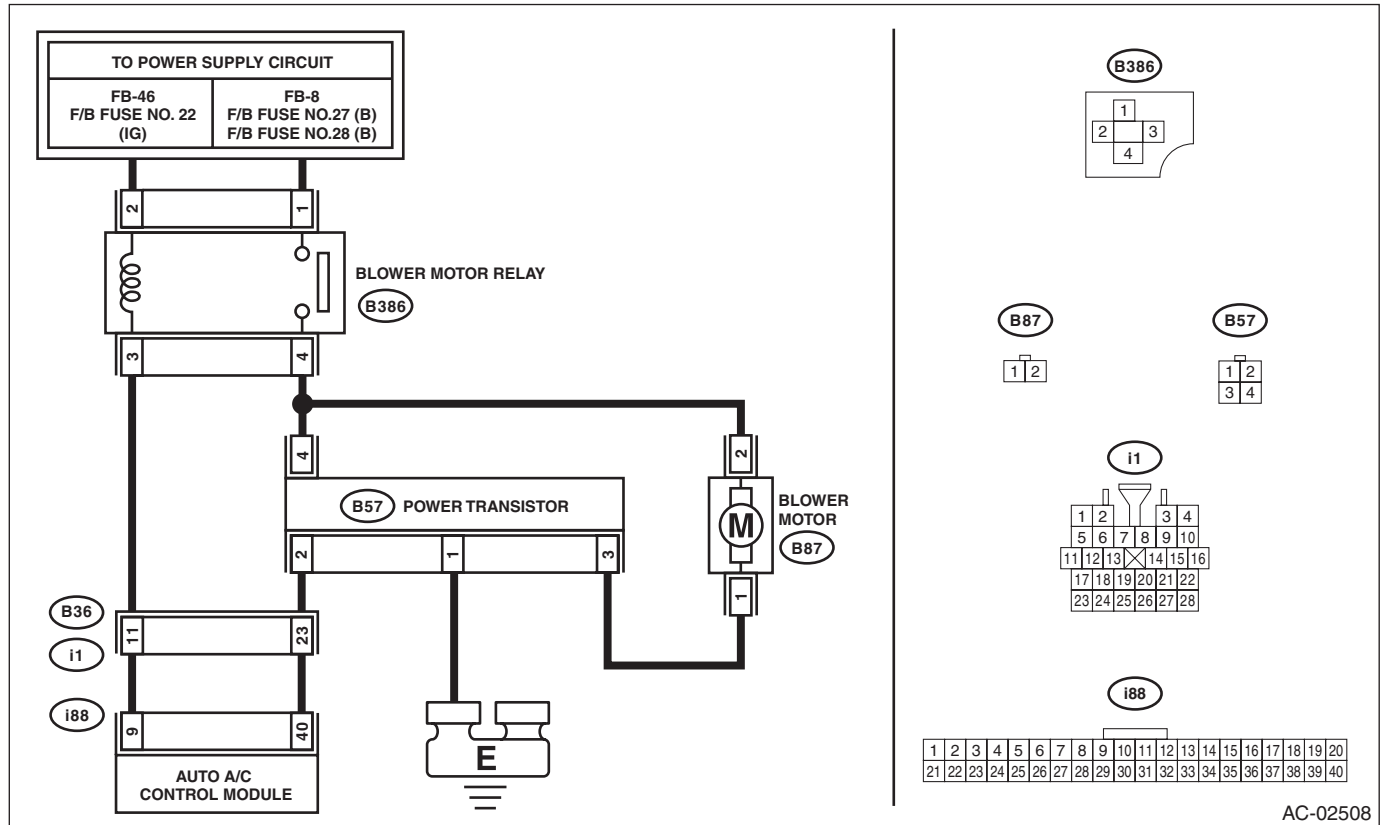 TO POWER SUPPLY CIRCUIT
FB-46
F/B FUSE NO. 22
(IG)
FB-8
F/B FUSE NO.27 (B)
F/B FUSE NO.28 (B)
2
1
BLOWER MOTOR RELAY
B386
3
4
4
B57
POWER TRANSISTOR
2
1
3
2
M
BLOWER
MOTOR
B87
1
B36
11
23
i1
i88
9
40
AUTO A/C
CONTROL MODULE
E
B386
1
2 3
4
B87
1 2
B57
1 2
3 4
i1
1 2 3 4
5 6 7 8 9 10
11 12 13 14 15 16
17 18 19 20 21 22
23 24 25 26 27 28
i88
1 2 3 4 5 6 7 8 9 10 11 12 13 14 15 16 17 18 19 20
21 22 23 24 25 26 27 28 29 30 31 32 33 34 35 36 37 38 39 40
AC-02508